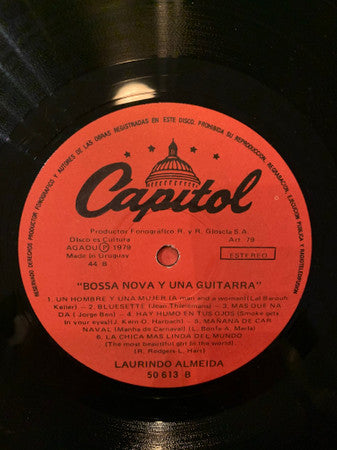 RESERVADO DERECHOS PRODUCTOR FONOGRAFICO Y AUTORES DE LAS OBRAS REGISTRADAS EN ESTE DISCO. PROHIBIDA SU REPRODUCCION, REGRABACION, EJECUCION PUBLICA Y RADIOTELEDIFUSION
Capitol
Productor Fonográfico R. y R. Gioscia S.A.
Disco es Cultura
Art. 79
AGADU Ⓟ 1979
Made in Uruguay
44 B
ESTEREO
"BOSSA NOVA Y UNA GUITARRA"
1. UN HOMBRE Y UNA MUJER (A man and a woman) ( Lai Barouh-
Keller) - 2. BLUESETTE (Jean Thielemans) - 3. MAS QUE NA
DA ( Jorge Ben) - 4. HAY HUMO EN TUS OJOS (Smoke gets
in your eyes) (J. Kern-O. Harbach) - 5. MAÑANA DE CAR
NAVAL (Manha de Carnaval) (L. Bonfa-A. Maria)
6. LA CHICA MAS LINDA DEL MUNDO
(The most beautiful girl in the world)
(R. Rodgers-L. Hart)
LAURINDO ALMEIDA
50 613 B